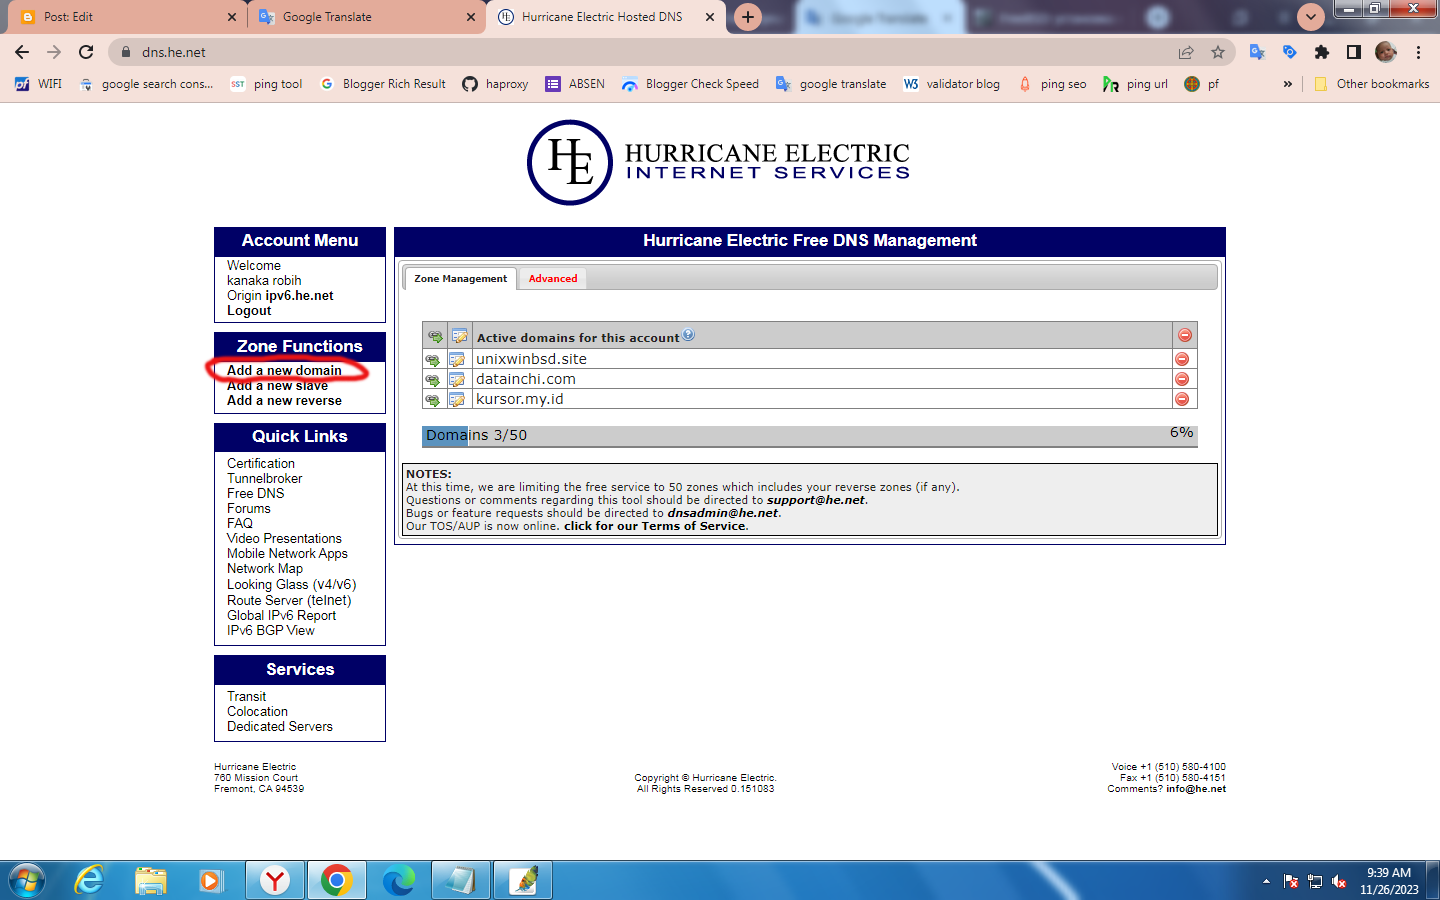 Post: Edit
Google Translate
Hurricane Electric Hosted DNS
Google Translate
dns.he.net
WIFI
google search cons...
SST
ping tool
Blogger Rich Result
haproxy
ABSEN
Blogger Check Speed
google translate
validator blog
ping seo
ping url
pf
»
Other bookmarks
HE
HURRICANE ELECTRIC
INTERNET SERVICES
Account Menu
Welcome
kanaka robih
Origin ipv6.he.net
Logout
Zone Functions
Add a new domain
Add a new slave
Add a new reverse
Quick Links
Certification
Tunnelbroker
Free DNS
Forums
FAQ
Video Presentations
Mobile Network Apps
Network Map
Looking Glass (v4/v6)
Route Server (telnet)
Global IPv6 Report
IPv6 BGP View
Services
Transit
Colocation
Dedicated Servers
Hurricane Electric Free DNS Management
Zone Management
Advanced
Active domains for this account
unixwinbsd.site
datainchi.com
kursor.my.id
Domains 3/50
6%
NOTES:
At this time, we are limiting the free service to 50 zones which includes your reverse zones (if any).
Questions or comments regarding this tool should be directed to support@he.net.
Bugs or feature requests should be directed to dnsadmin@he.net.
Our TOS/AUP is now online. click for our Terms of Service.
Hurricane Electric
760 Mission Court
Fremont, CA 94539
Copyright © Hurricane Electric.
All Rights Reserved 0.151083
Voice +1 (510) 580-4100
Fax +1 (510) 580-4151
Comments? info@he.net
9:39 AM
11/26/2023